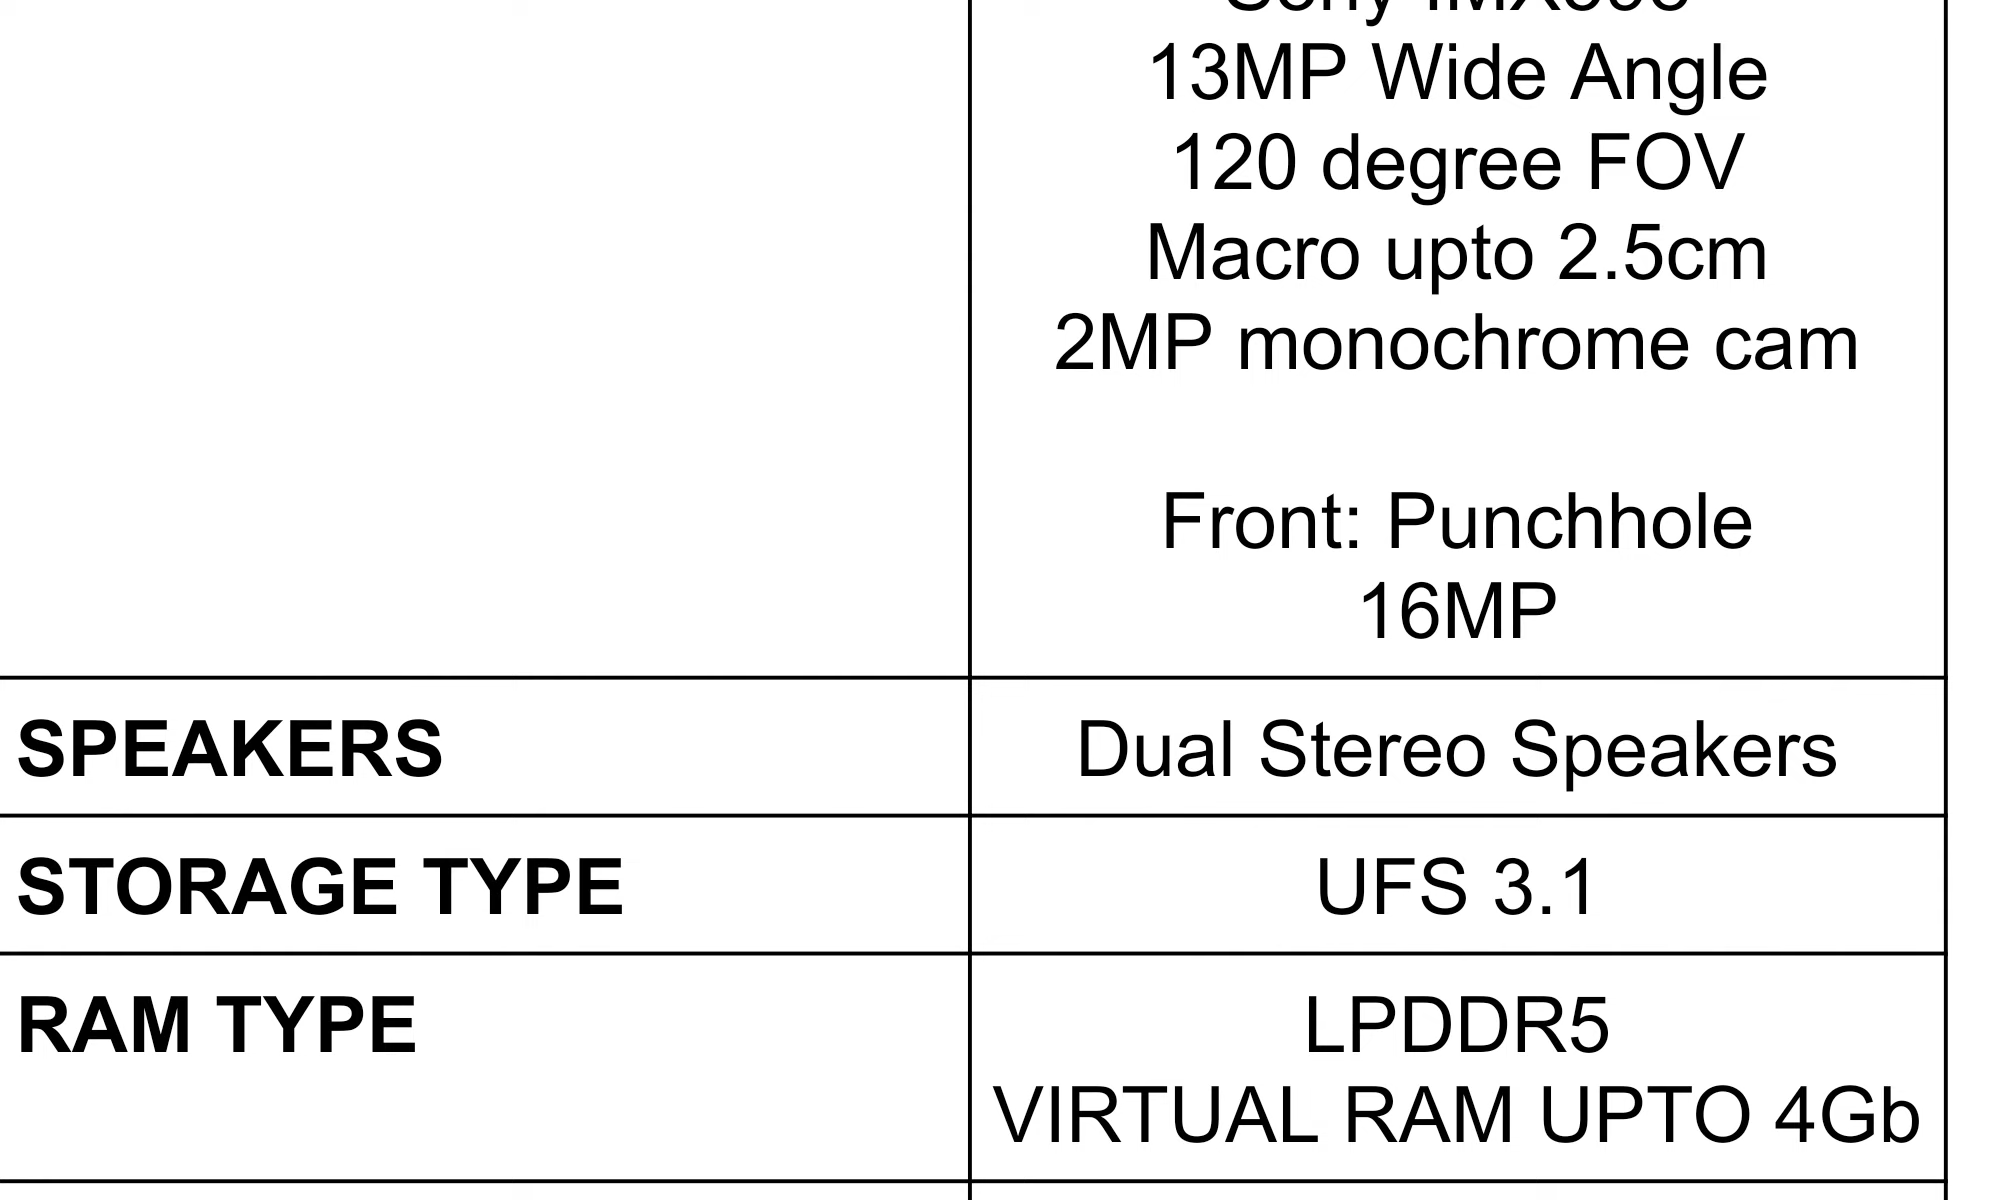 Sony
13MP Wide Angle
120 degree FOV
Macro upto 2.5cm
2MP monochrome cam
Front: Punchhole
16MP
SPEAKERS
Dual Stereo Speakers
STORAGE TYPE
UFS 3.1
RAM TYPE
LPDDR5
VIRTUAL RAM UPTO 4Gb